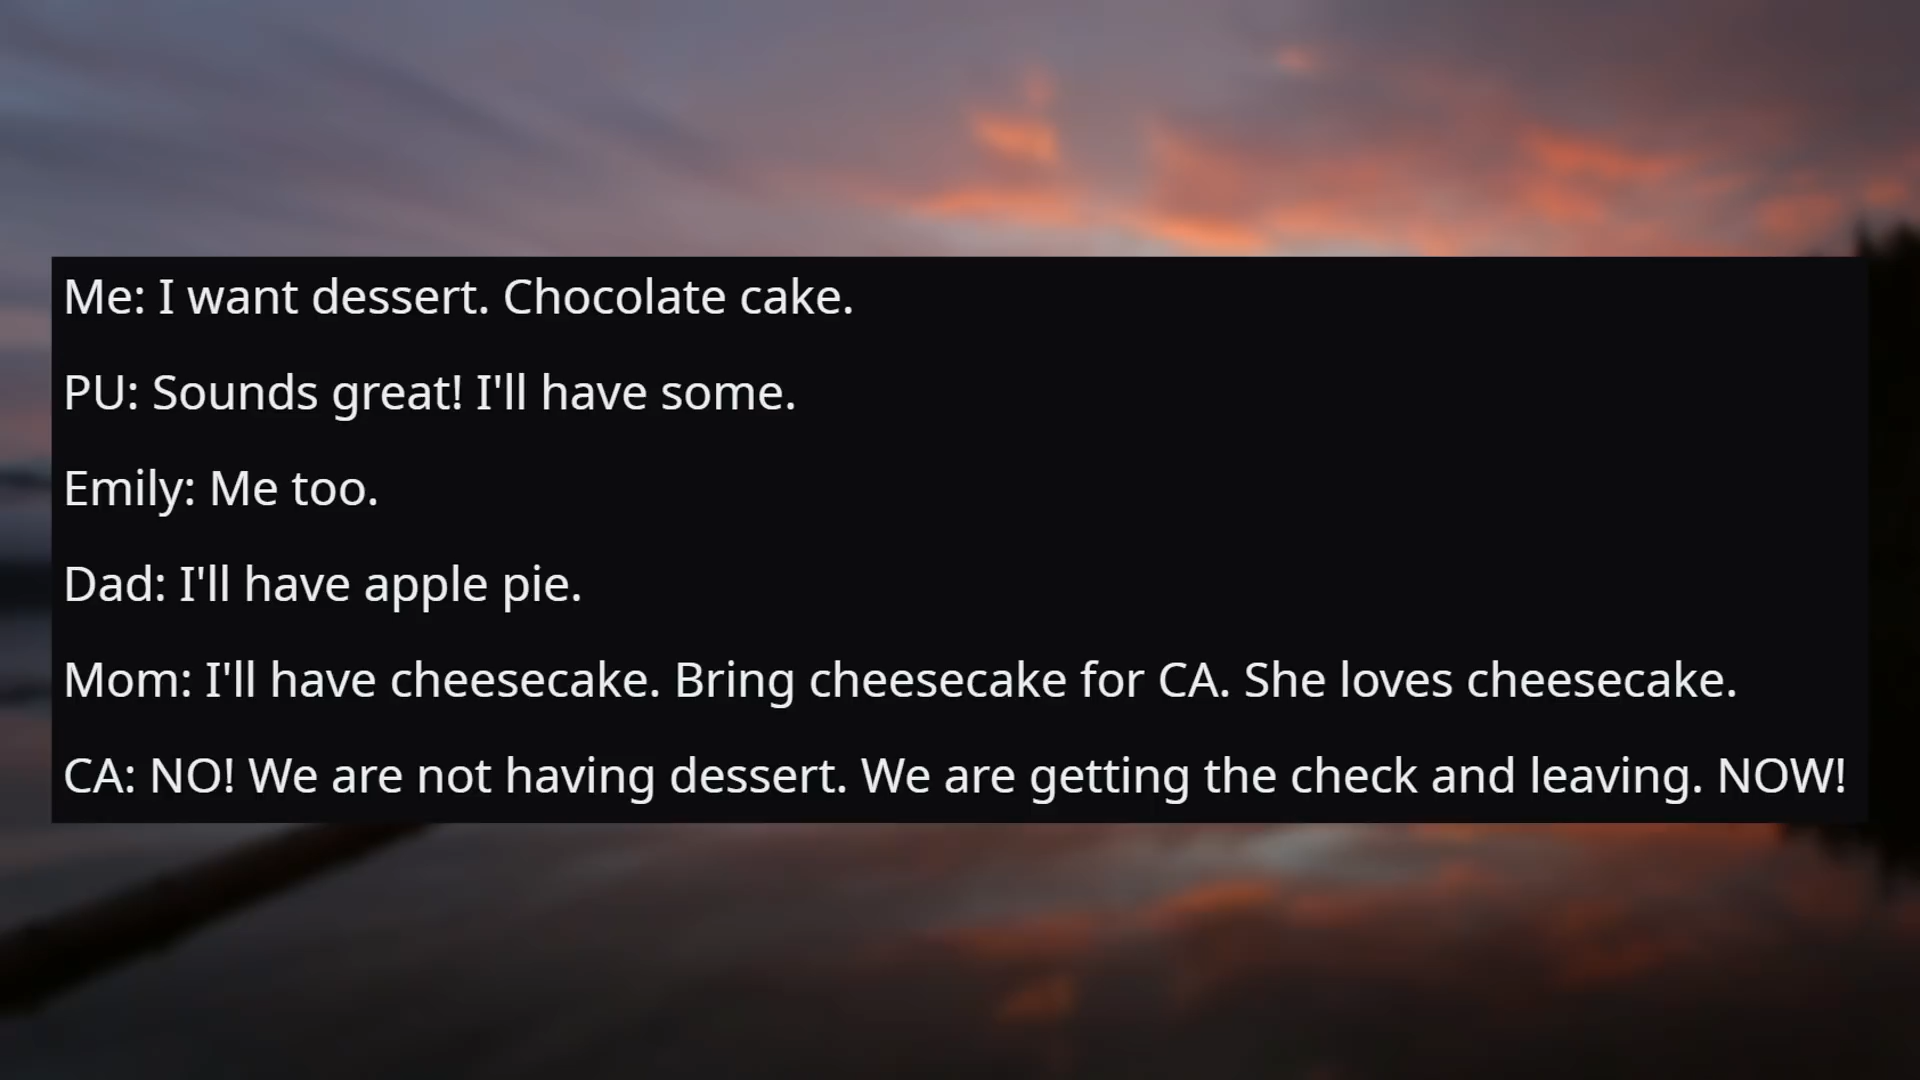 Me: I want dessert. Chocolate cake.
PU: Sounds great! I'll have some.
Emily: Me too.
Dad: I'll have apple pie.
Mom: I'll have cheesecake. Bring cheesecake for CA. She loves cheesecake.
CA: NO! We are not having dessert. We are getting the check and leaving. NOW!